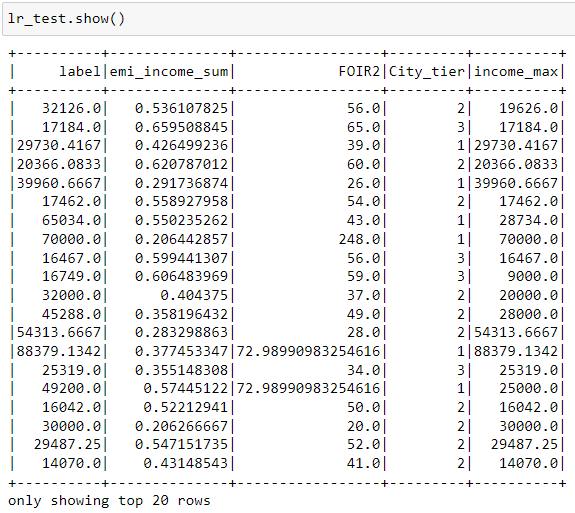 lr_test.show()
+----------+--------------+-----------------+---------+----------+
|     label|emi_income_sum|            FOIR2|City_tier|income_max|
+----------+--------------+-----------------+---------+----------+
|   32126.0|   0.536107825|             56.0|        2|   19626.0|
|   17184.0|   0.659508845|             65.0|        3|   17184.0|
|29730.4167|   0.426499236|             39.0|        1|29730.4167|
|20366.0833|   0.620787012|             60.0|        2|20366.0833|
|39960.6667|   0.291736874|             26.0|        1|39960.6667|
|   17462.0|   0.558927958|             54.0|        2|   17462.0|
|   65034.0|   0.550235262|             43.0|        1|   28734.0|
|   70000.0|   0.206442857|            248.0|        1|   70000.0|
|   16467.0|   0.599441307|             56.0|        3|   16467.0|
|   16749.0|   0.606483969|             59.0|        3|    9000.0|
|   32000.0|      0.404375|             37.0|        2|   20000.0|
|   45288.0|   0.358196432|             49.0|        2|   28000.0|
|54313.6667|   0.283298863|             28.0|        2|54313.6667|
|88379.1342|   0.377453347|72.98990983254616|        1|88379.1342|
|   25319.0|   0.355148308|             34.0|        3|   25319.0|
|   49200.0|    0.57445122|72.98990983254616|        1|   25000.0|
|   16042.0|    0.52212941|             50.0|        2|   16042.0|
|   30000.0|   0.206266667|             20.0|        2|   30000.0|
|  29487.25|   0.547151735|             52.0|        2|  29487.25|
|   14070.0|    0.43148543|             41.0|        2|   14070.0|
+----------+--------------+-----------------+---------+----------+
only showing top 20 rows